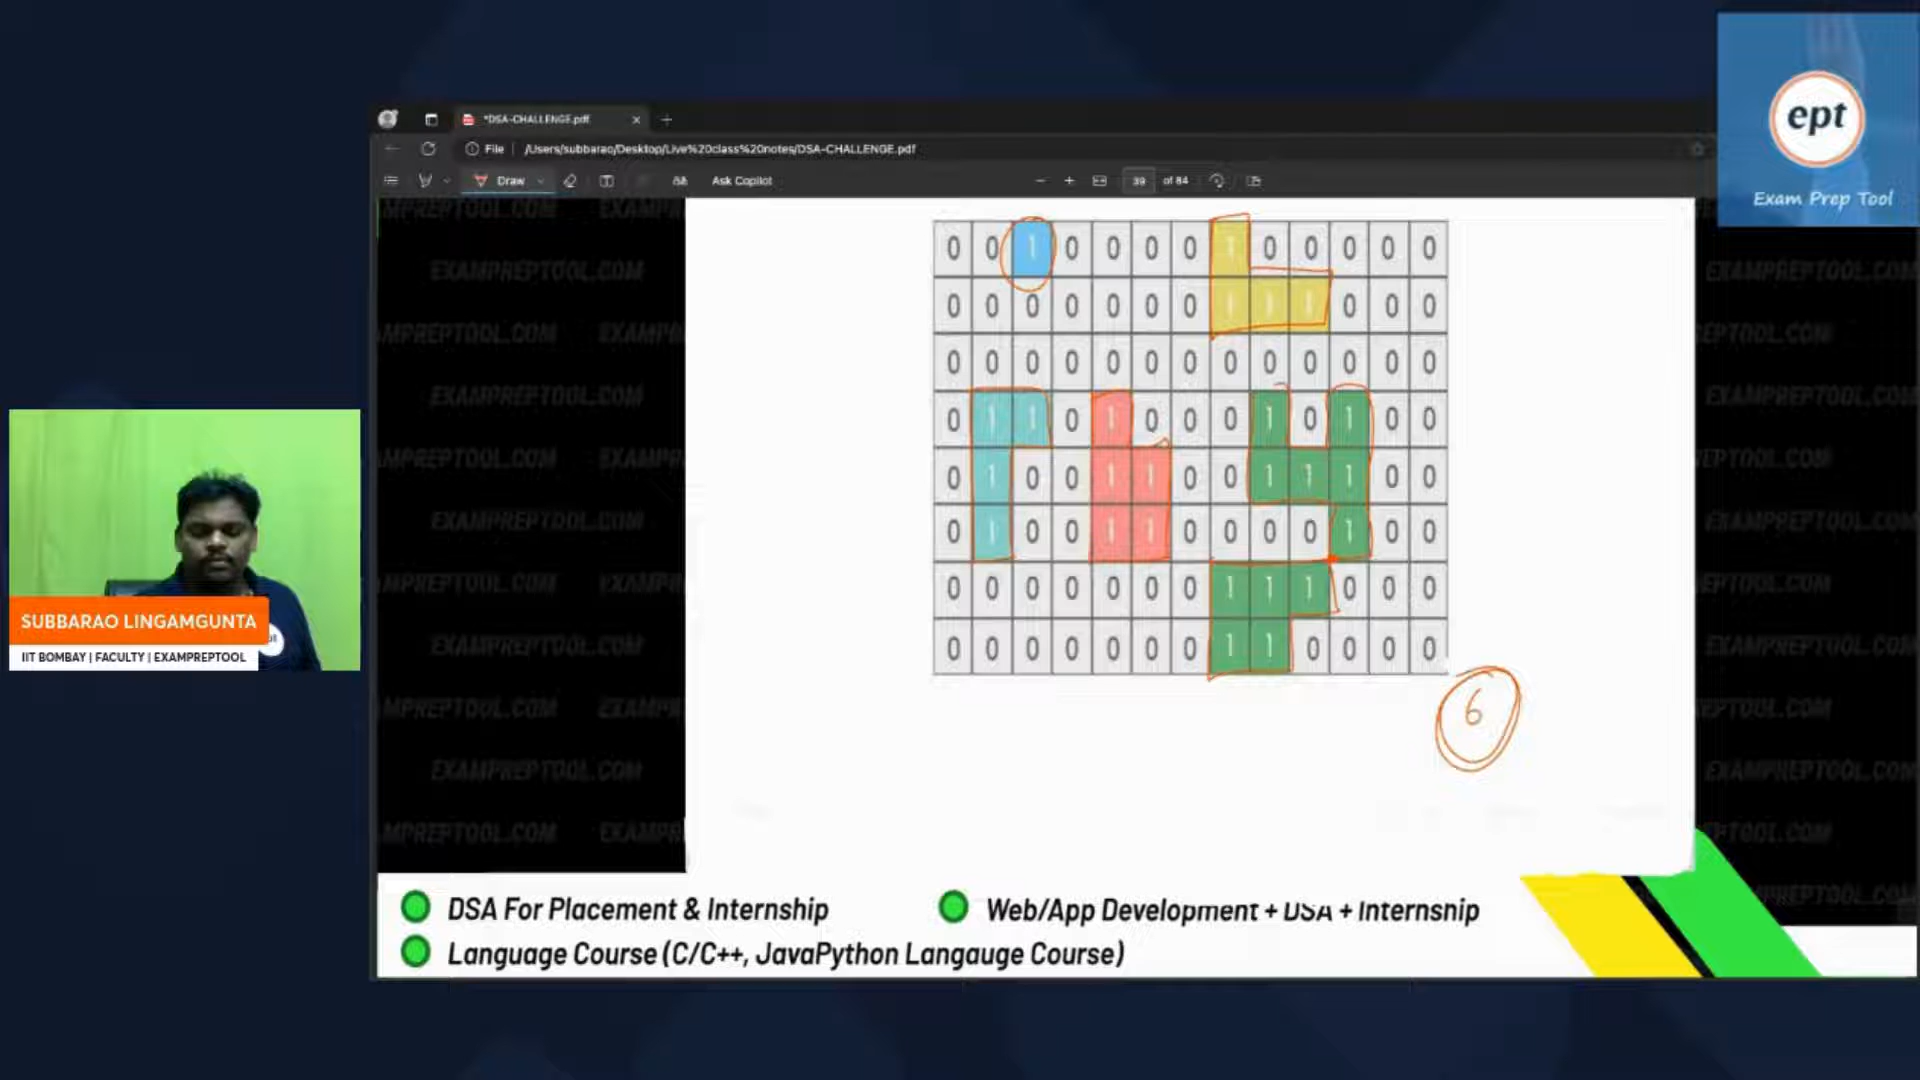 *DSA-CHALLENGE.pdf
File | /Users/subbarao/Desktop/Live%20class%20notes/DSA-CHALLENGE.pdf
Draw Ask Copilot 39 of 84
ept
Exam Prep Tool
0 0 1 0 0 0 0 1 0 0 0 0 0
0 0 0 0 0 0 0 1 1 1 0 0 0
0 0 0 0 0 0 0 0 0 0 0 0 0
0 1 1 0 1 0 0 0 1 0 1 0 0
0 1 0 0 1 1 0 0 1 1 1 0 0
0 1 0 0 1 1 0 0 0 0 1 0 0
0 0 0 0 0 0 0 1 1 1 0 0 0
0 0 0 0 0 0 0 1 1 0 0 0 0
6
EXAMPREPTOOL.COM
SUBBARAO LINGAMGUNTA
IIT BOMBAY | FACULTY | EXAMPREPTOOL
DSA For Placement & Internship
Web/App Development + DSA + Internship
Language Course (C/C++, JavaPython Langauge Course)